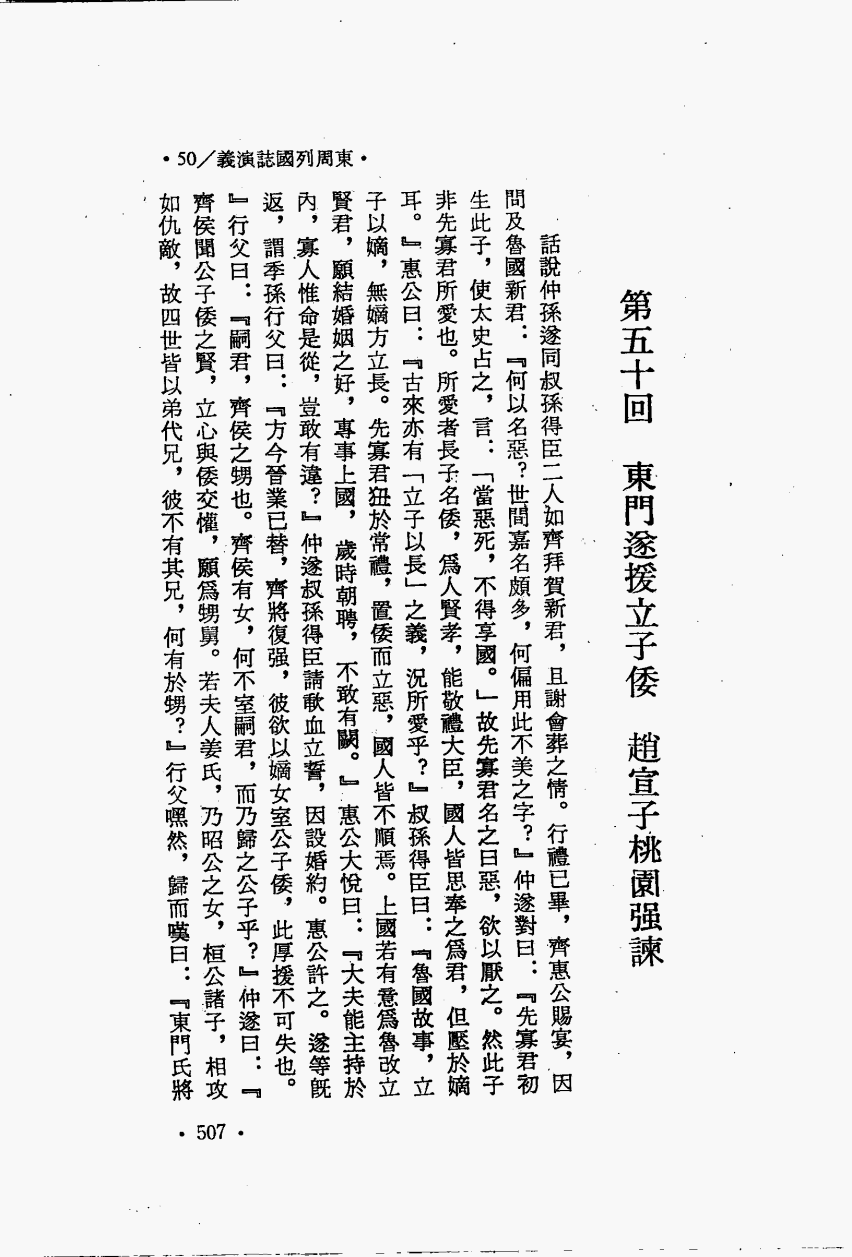 ·東周列國誌演義/50·
第五十回　東門遂援立子倭　趙宣子桃園强諫
話說仲孫遂同叔孫得臣二人如齊拜賀新君，且謝會葬之情。行禮已畢，齊惠公賜宴，因
問及魯國新君：『何以名惡？世間嘉名頗多，何偏用此不美之字？』仲遂對曰：『先寡君初
生此子，使太史占之，言：「當惡死，不得享國。」故先寡君名之曰惡，欲以厭之。然此子
非先寡君所愛也。所愛者長子名倭，爲人賢孝，能敬禮大臣，國人皆思奉之爲君，但壓於嫡
耳。』惠公曰：『古來亦有「立子以長」之義，況所愛乎？』叔孫得臣曰：『魯國故事，立
子以嫡，無嫡方立長。先寡君狃於常禮，置倭而立惡，國人皆不順焉。上國若有意爲魯改立
賢君，願結婚姻之好，專事上國，歲時朝聘，不敢有闕。』惠公大悅曰：『大夫能主持於
內，寡人惟命是從，豈敢有違？』仲遂叔孫得臣請歃血立誓，因設婚約。惠公許之。遂等旣
返，謂季孫行父曰：『方今晉業已替，齊將復强，彼欲以嫡女室公子倭，此厚援不可失也。
』行父曰：『嗣君，齊侯之甥也。齊侯有女，何不室嗣君，而乃歸之公子乎？』仲遂曰：『
齊侯聞公子倭之賢，立心與倭交懽，願爲甥舅。若夫人姜氏，乃昭公之女，桓公諸子，相攻
如仇敵，故四世皆以弟代兄，彼不有其兄，何有於甥？』行父嘿然，歸而嘆曰：『東門氏將
·507·